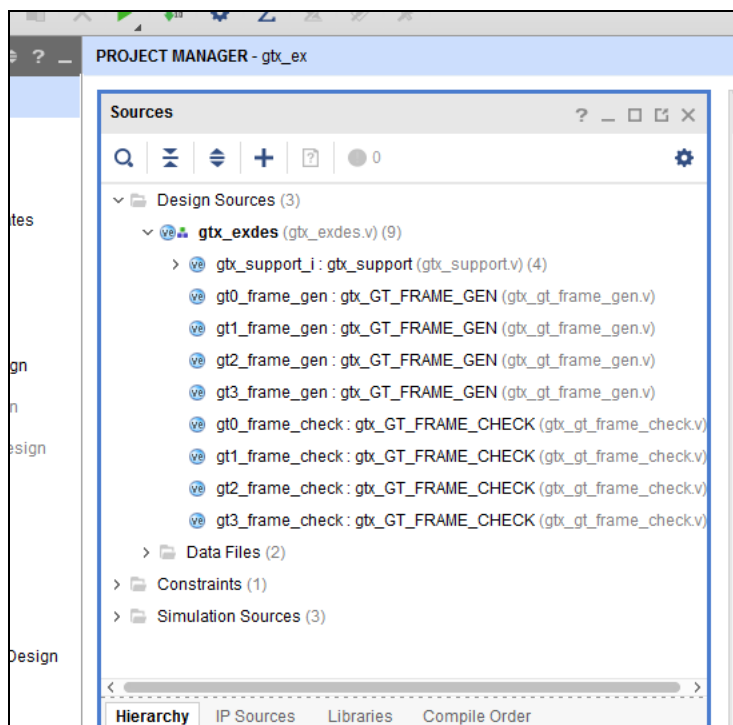 PROJECT MANAGER - gtx_ex
Sources
0
Design Sources (3)
gtx_exdes (gtx_exdes.v) (9)
gtx_support_i : gtx_support (gtx_support.v) (4)
gt0_frame_gen : gtx_GT_FRAME_GEN (gtx_gt_frame_gen.v)
gt1_frame_gen : gtx_GT_FRAME_GEN (gtx_gt_frame_gen.v)
gt2_frame_gen : gtx_GT_FRAME_GEN (gtx_gt_frame_gen.v)
gt3_frame_gen : gtx_GT_FRAME_GEN (gtx_gt_frame_gen.v)
gt0_frame_check : gtx_GT_FRAME_CHECK (gtx_gt_frame_check.v)
gt1_frame_check : gtx_GT_FRAME_CHECK (gtx_gt_frame_check.v)
gt2_frame_check : gtx_GT_FRAME_CHECK (gtx_gt_frame_check.v)
gt3_frame_check : gtx_GT_FRAME_CHECK (gtx_gt_frame_check.v)
Data Files (2)
Constraints (1)
Simulation Sources (3)
Hierarchy IP Sources Libraries Compile Order
tes
gn
n
esign
Design